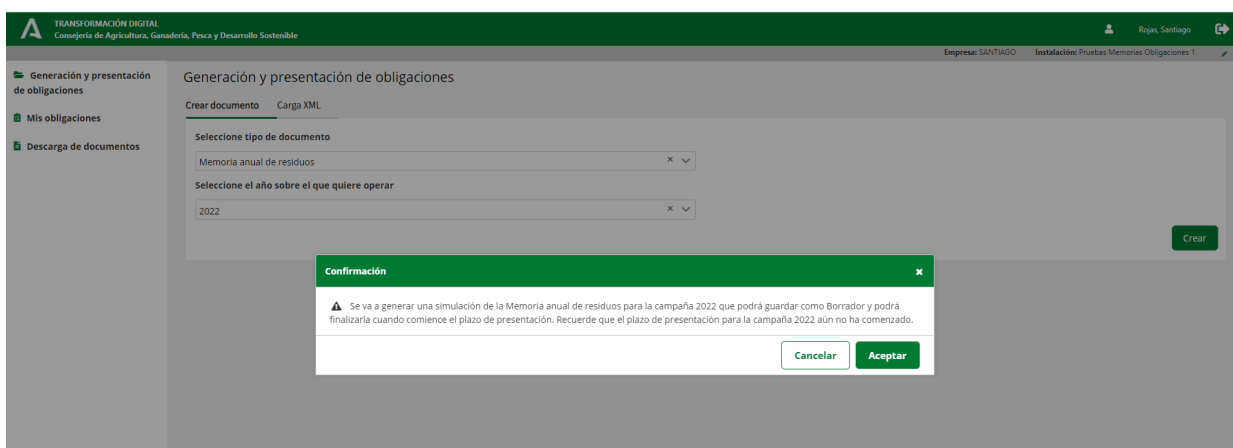 TRANSFORMACIÓN DIGITAL
Consejería de Agricultura, Ganadería, Pesca y Desarrollo Sostenible
Rojas, Santiago
Empresa: SANTIAGO Instalación: Pruebas Memorias Obligaciones 1
Generación y presentación
de obligaciones
Mis obligaciones
Descarga de documentos
Generación y presentación de obligaciones
Crear documento Carga XML
Seleccione tipo de documento
Memoria anual de residuos
Seleccione el año sobre el que quiere operar
2022
Crear
Confirmación
Se va a generar una simulación de la Memoria anual de residuos para la campaña 2022 que podrá guardar como Borrador y podrá
finalizarla cuando comience el plazo de presentación. Recuerde que el plazo de presentación para la campaña 2022 aún no ha comenzado.
Cancelar Aceptar